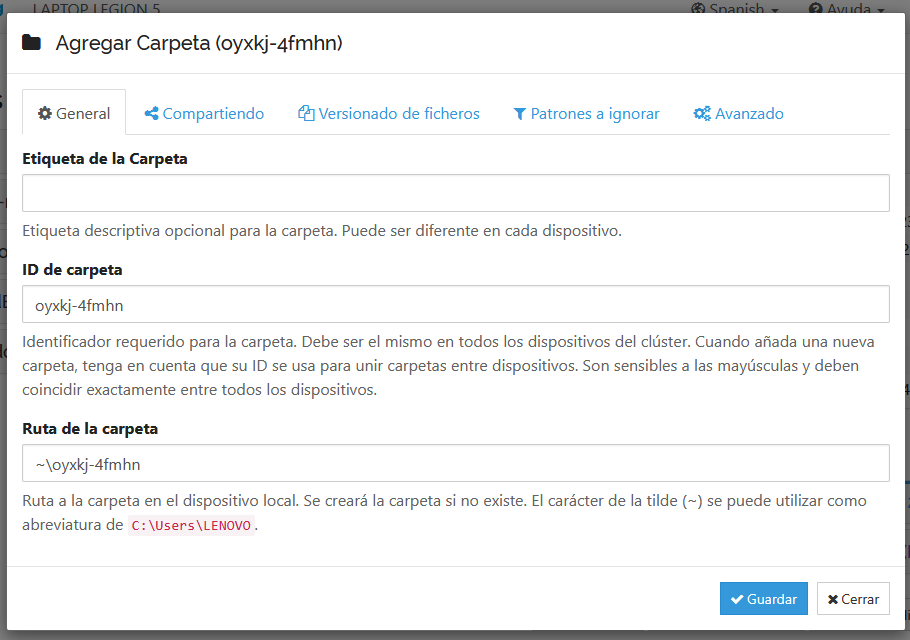 LAPTOP LEGION 5
Spanish
Ayuda
Agregar Carpeta (oyxkj-4fmhn)
General
Compartiendo
Versionado de ficheros
Patrones a ignorar
Avanzado
Etiqueta de la Carpeta
Etiqueta descriptiva opcional para la carpeta. Puede ser diferente en cada dispositivo.
ID de carpeta
oyxkj-4fmhn
Identificador requerido para la carpeta. Debe ser el mismo en todos los dispositivos del clúster. Cuando añada una nueva
carpeta, tenga en cuenta que su ID se usa para unir carpetas entre dispositivos. Son sensibles a las mayúsculas y deben
coincidir exactamente entre todos los dispositivos.
Ruta de la carpeta
~\oyxkj-4fmhn
Ruta a la carpeta en el dispositivo local. Se creará la carpeta si no existe. El carácter de la tilde (~) se puede utilizar como
abreviatura de C:\Users\LENOVO.
Guardar
Cerrar